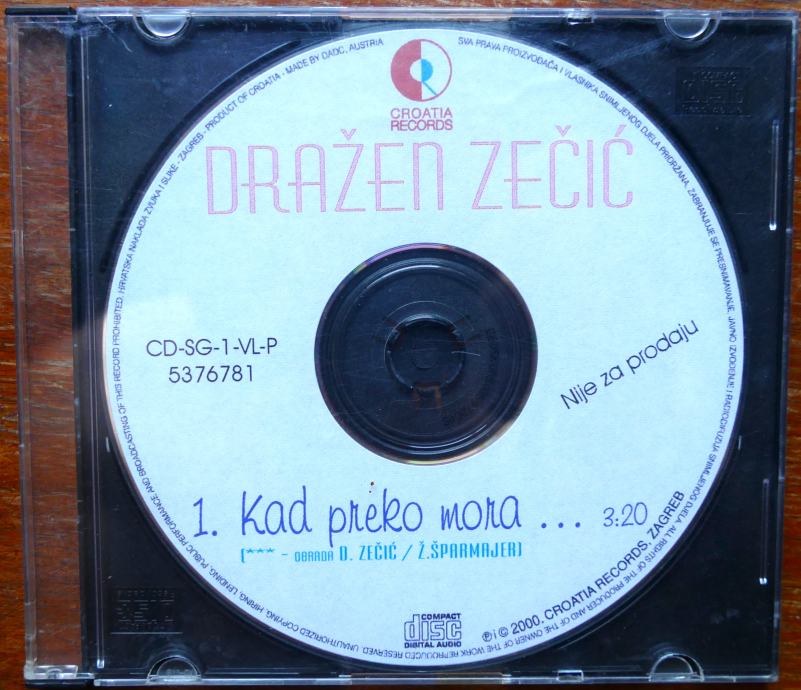 CROATIA
RECORDS
DRAŽEN ZEČIĆ
CD-SG-1-VL-P
5376781
Nije za prodaju
1. Kad preko mora ... 3:20
(*** - OBRADA D. ZEČIĆ / Ž.ŠPARMAJER)
COMPACT
disc
DIGITAL AUDIO
℗ i © 2000. CROATIA RECORDS, ZAGREB
HRVATSKA NAKLADA ZVUKA I SLIKE - ZAGREB - PRODUCT OF CROATIA - MADE BY DADC, AUSTRIA
SVA PRAVA PROIZVOĐAČA I VLASNIKA SNIMLJENOG DJELA PRIDRŽANA. ZABRANJUJE SE PRESNIMAVANJE, JAVNO IZVOĐENJE I RADIODIFUZIJA SNIMLJENOG DJELA. ALL RIGHTS OF THE PRODUCER AND OF THE OWNER OF THE WORK REPRODUCED RESERVED. UNAUTHORIZED COPYING, HIRING, LENDING, PUBLIC PERFORMANCE AND BROADCASTING OF THIS RECORD PROHIBITED.